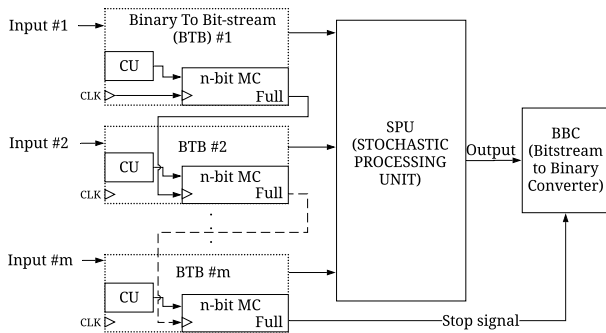 Input #1
Binary To Bit-stream
(BTB) #1
CU
n-bit MC
CLK
Full
Input #2
BTB #2
CU
n-bit MC
CLK
Full
Input #m
BTB #m
CU
n-bit MC
CLK
Full
SPU
(STOCHASTIC
PROCESSING
UNIT)
Output
BBC
(Bitstream
to Binary
Converter)
Stop signal